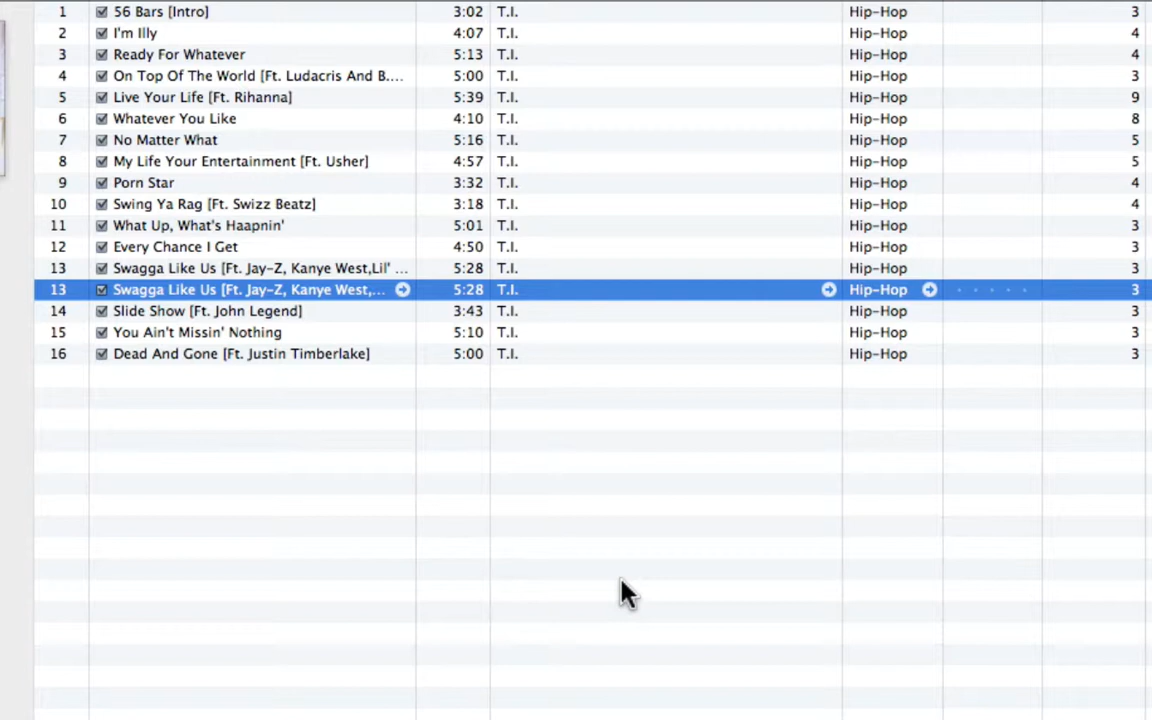 1 56 Bars [Intro] 3:02 T.I. Hip-Hop 3
2 I'm Illy 4:07 T.I. Hip-Hop 4
3 Ready For Whatever 5:13 T.I. Hip-Hop 4
4 On Top Of The World [Ft. Ludacris And B.... 5:00 T.I. Hip-Hop 3
5 Live Your Life [Ft. Rihanna] 5:39 T.I. Hip-Hop 9
6 Whatever You Like 4:10 T.I. Hip-Hop 8
7 No Matter What 5:16 T.I. Hip-Hop 5
8 My Life Your Entertainment [Ft. Usher] 4:57 T.I. Hip-Hop 5
9 Porn Star 3:32 T.I. Hip-Hop 4
10 Swing Ya Rag [Ft. Swizz Beatz] 3:18 T.I. Hip-Hop 4
11 What Up, What's Haapnin' 5:01 T.I. Hip-Hop 3
12 Every Chance I Get 4:50 T.I. Hip-Hop 3
13 Swagga Like Us [Ft. Jay-Z, Kanye West,Lil' ... 5:28 T.I. Hip-Hop 3
13 Swagga Like Us [Ft. Jay-Z, Kanye West,... 5:28 T.I. Hip-Hop 3
14 Slide Show [Ft. John Legend] 3:43 T.I. Hip-Hop 3
15 You Ain't Missin' Nothing 5:10 T.I. Hip-Hop 3
16 Dead And Gone [Ft. Justin Timberlake] 5:00 T.I. Hip-Hop 3